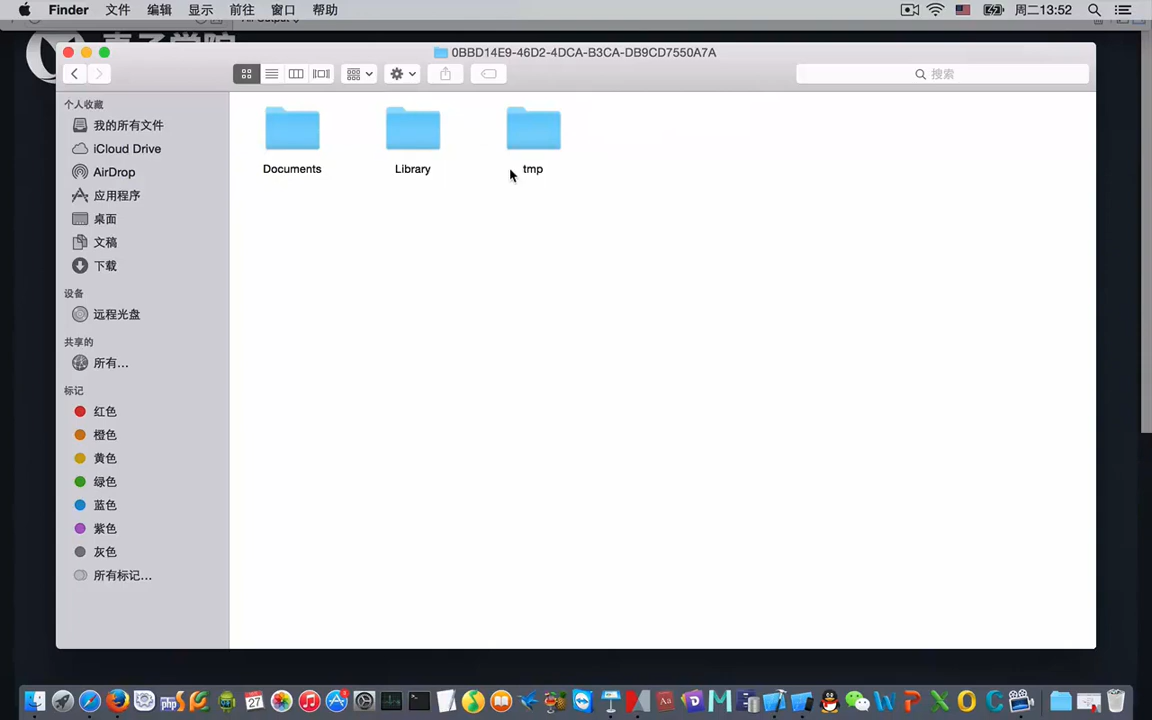 Finder 文件 编辑 显示 前往 窗口 帮助 周二13:52
0BBD14E9-46D2-4DCA-B3CA-DB9CD7550A7A
搜索
个人收藏
我的所有文件
iCloud Drive
AirDrop
应用程序
桌面
文稿
下载
设备
远程光盘
共享的
所有...
标记
红色
橙色
黄色
绿色
蓝色
紫色
灰色
所有标记...
Documents Library tmp